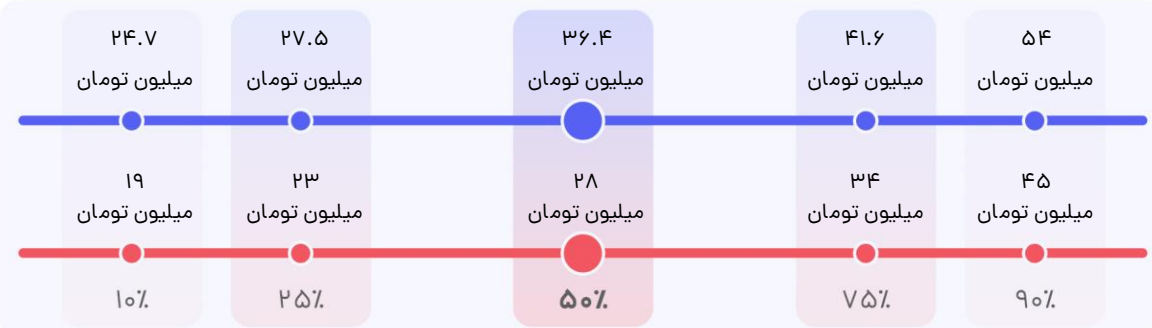 ۲۴.۷
میلیون تومان
۲۷.۵
میلیون تومان
۳۶.۴
میلیون تومان
۴۱.۶
میلیون تومان
۵۴
میلیون تومان
۱۹
میلیون تومان
۲۳
میلیون تومان
۲۸
میلیون تومان
۳۴
میلیون تومان
۴۵
میلیون تومان
۱۰٪
۲۵٪
۵۰٪
۷۵٪
۹۰٪